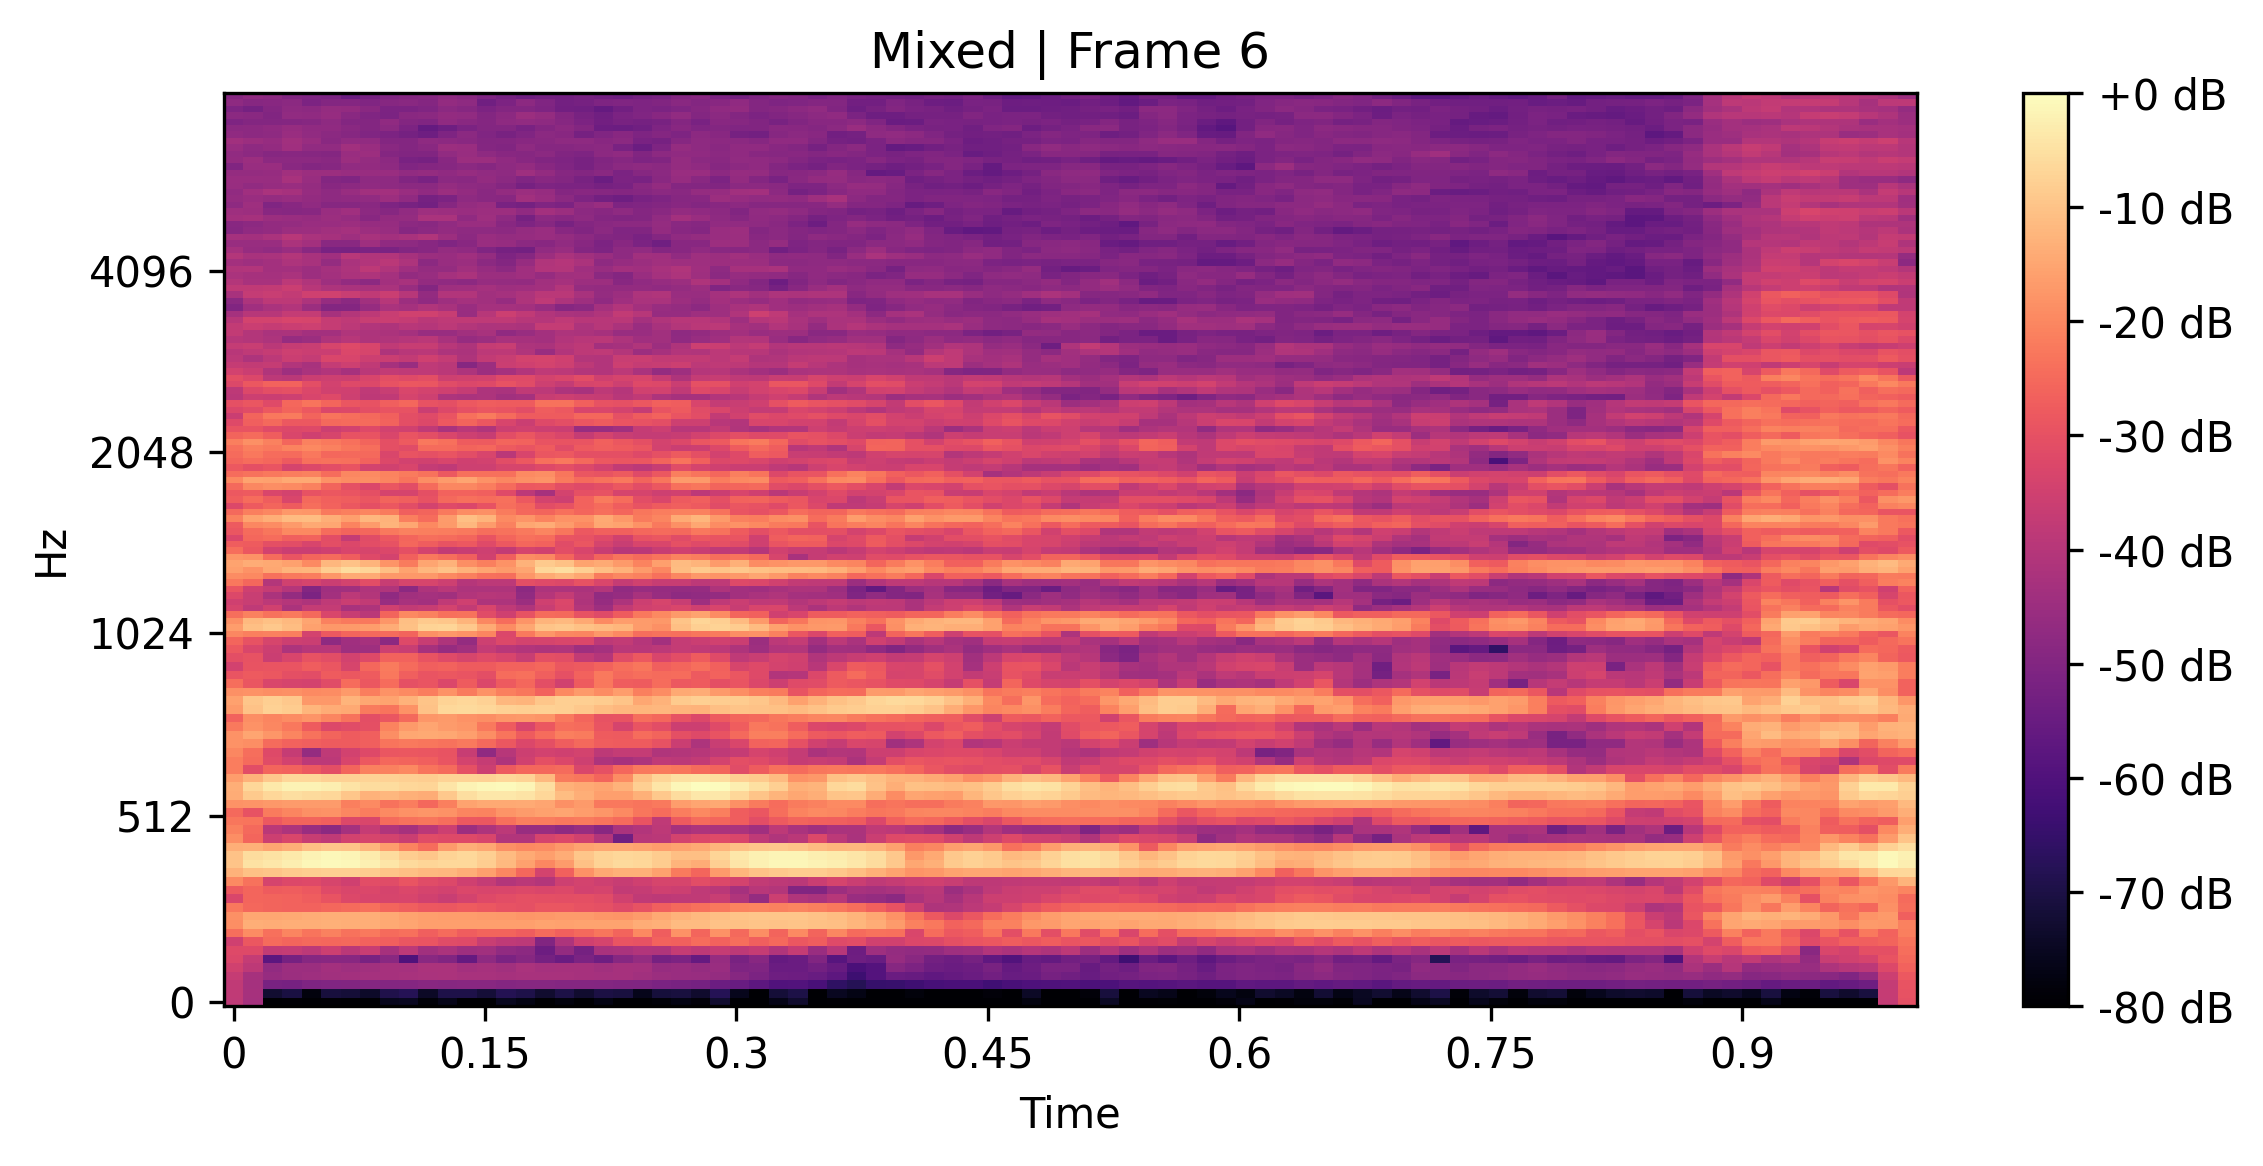 Mixed | Frame 6
Hz
4096
2048
1024
512
0
0 0.15 0.3 0.45 0.6 0.75 0.9
Time
+0 dB
-10 dB
-20 dB
-30 dB
-40 dB
-50 dB
-60 dB
-70 dB
-80 dB